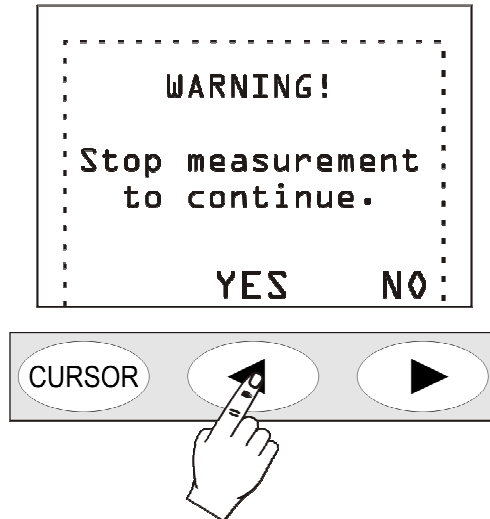 WARNING!
Stop measurement
to continue.
YES NO
CURSOR